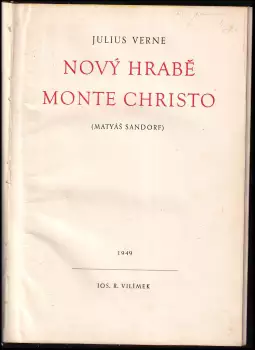 JULIUS VERNE
NOVÝ HRABĚ
MONTE CHRISTO
(MATYÁŠ SANDORF)
1949
JOS. R. VILÍMEK